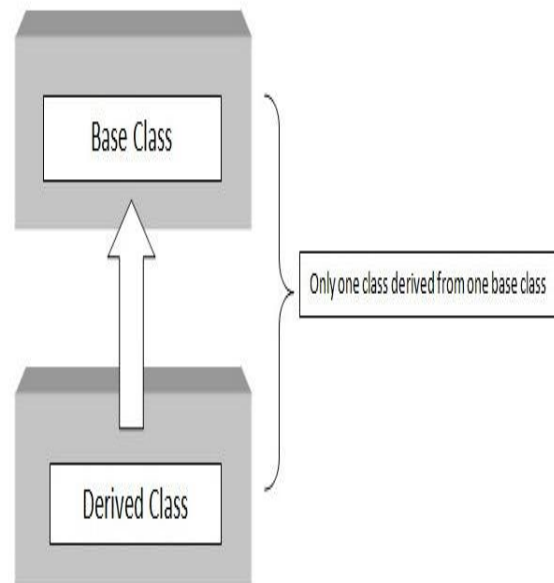 Base Class
Only one class derived from one base class
Derived Class